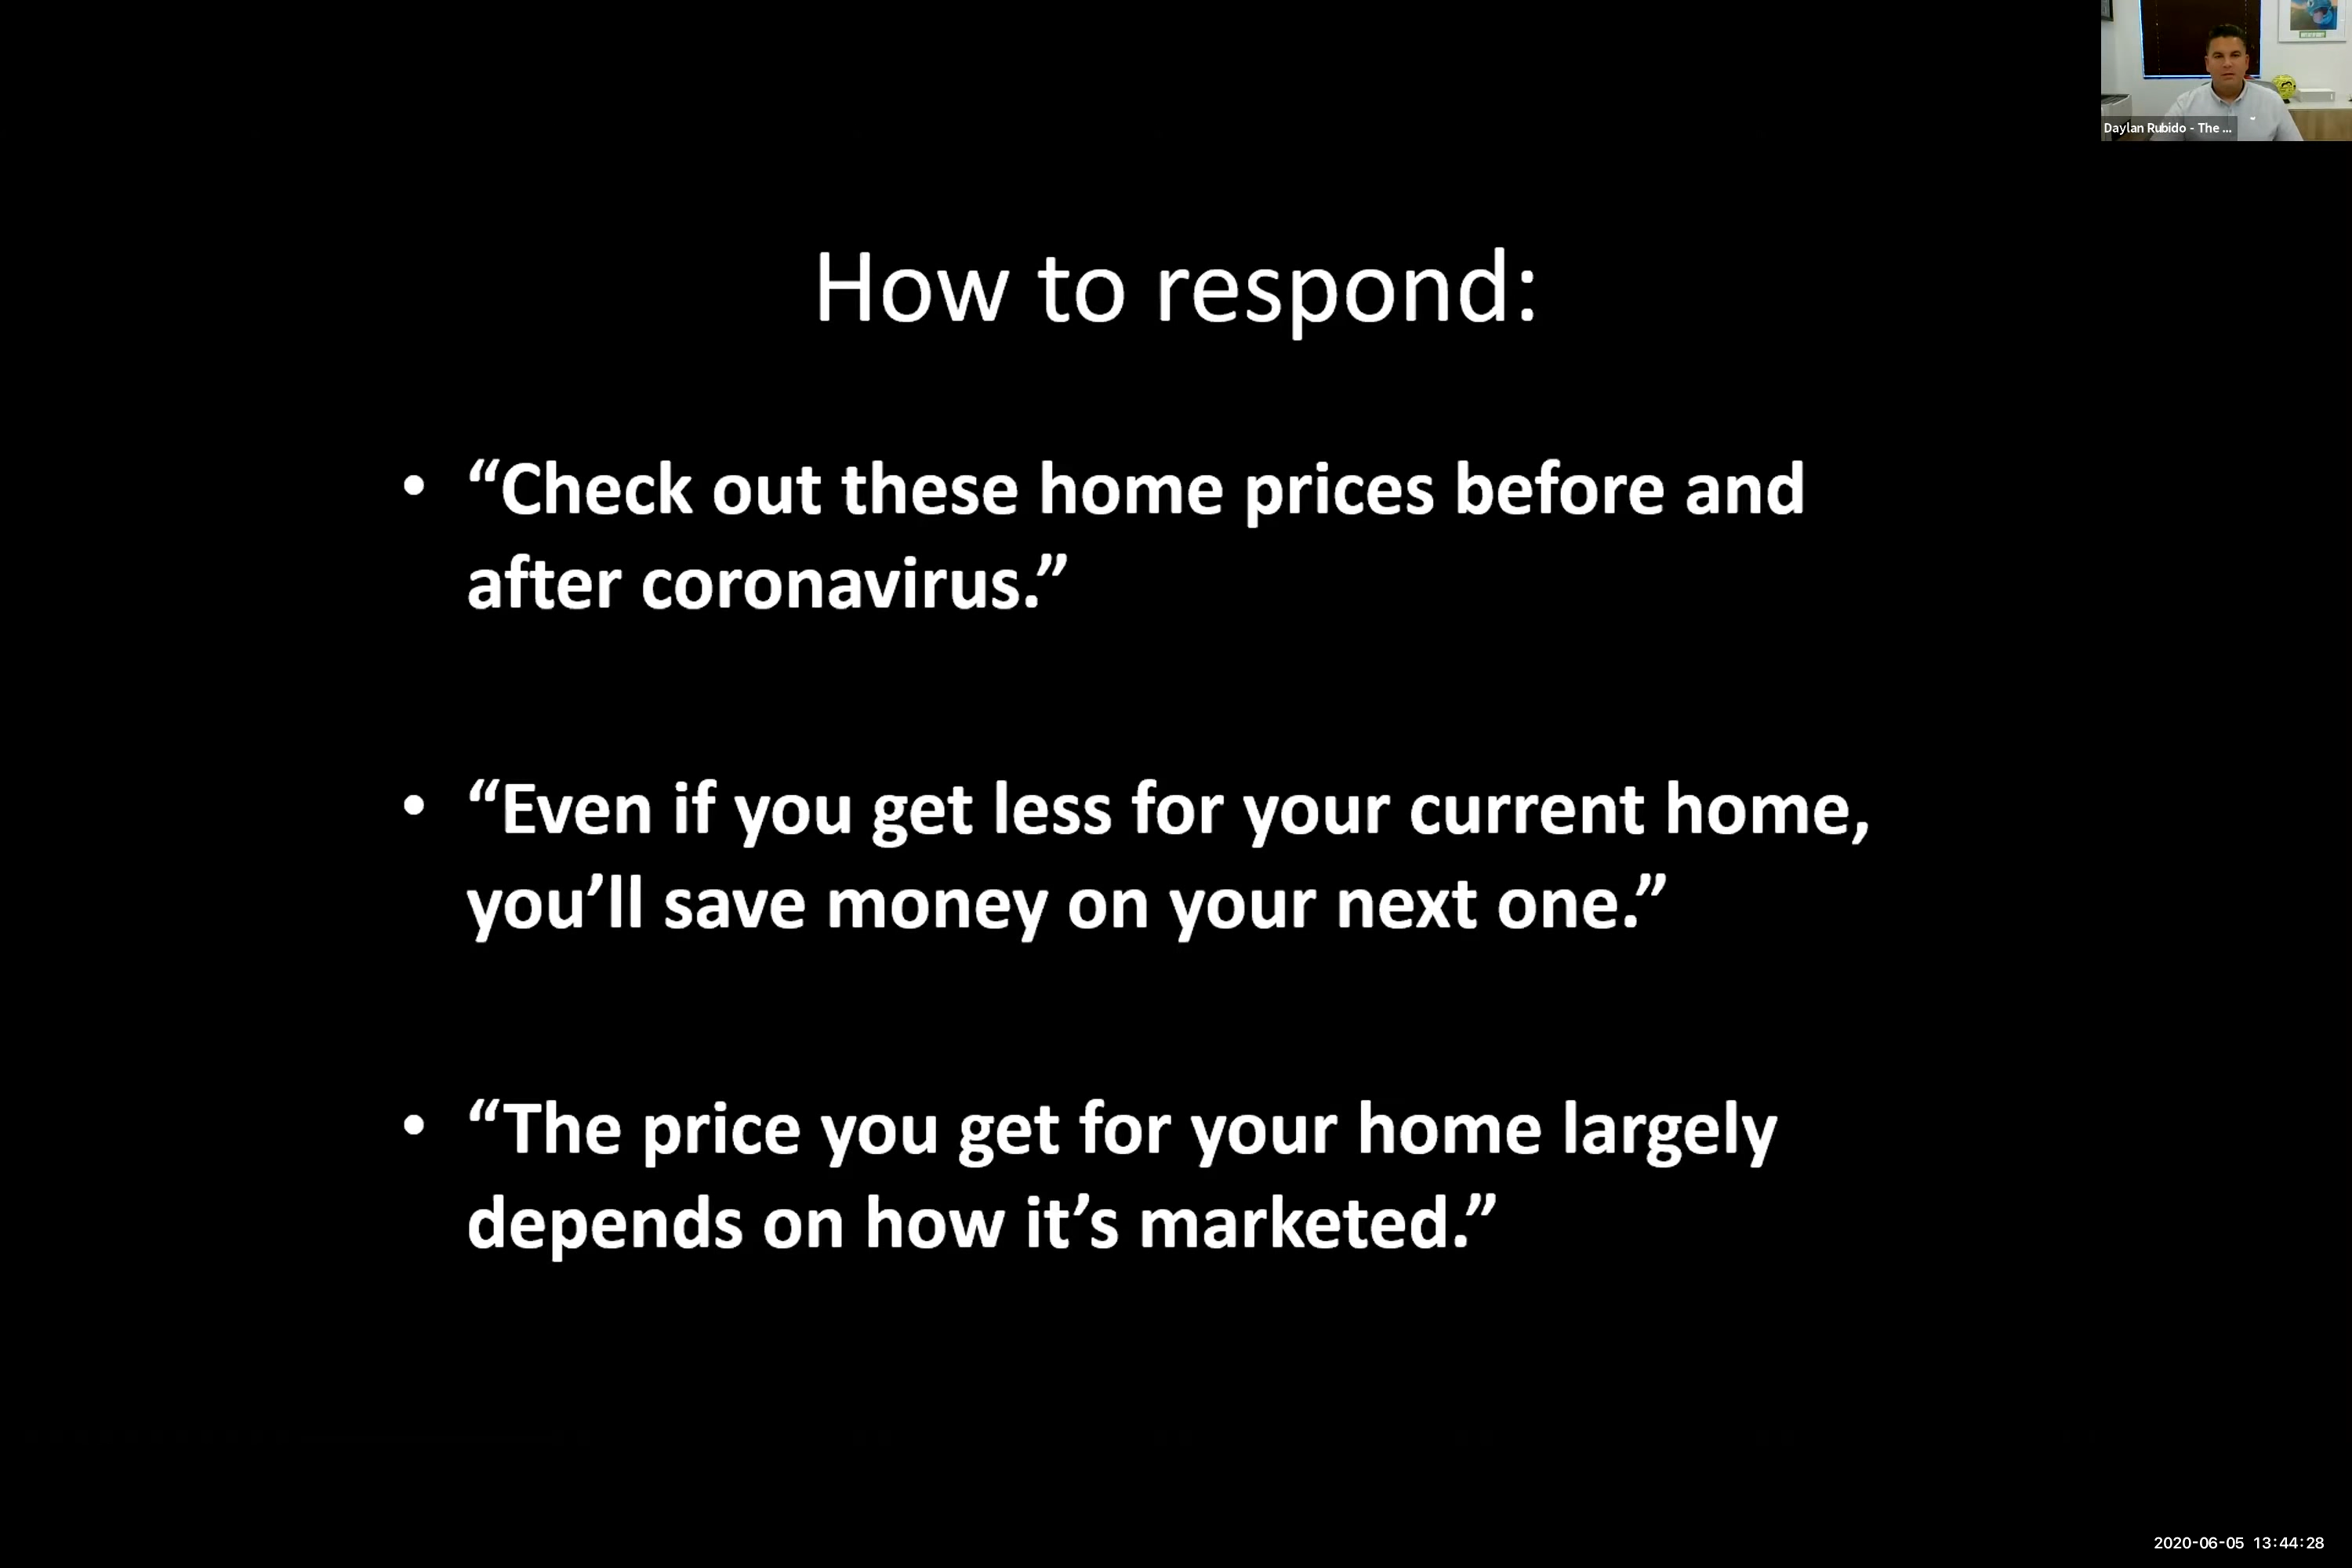 Daylan Rubido - The ...
How to respond:
• “Check out these home prices before and
after coronavirus.”
• “Even if you get less for your current home,
you’ll save money on your next one.”
• “The price you get for your home largely
depends on how it’s marketed.”
2020-06-05 13:44:28